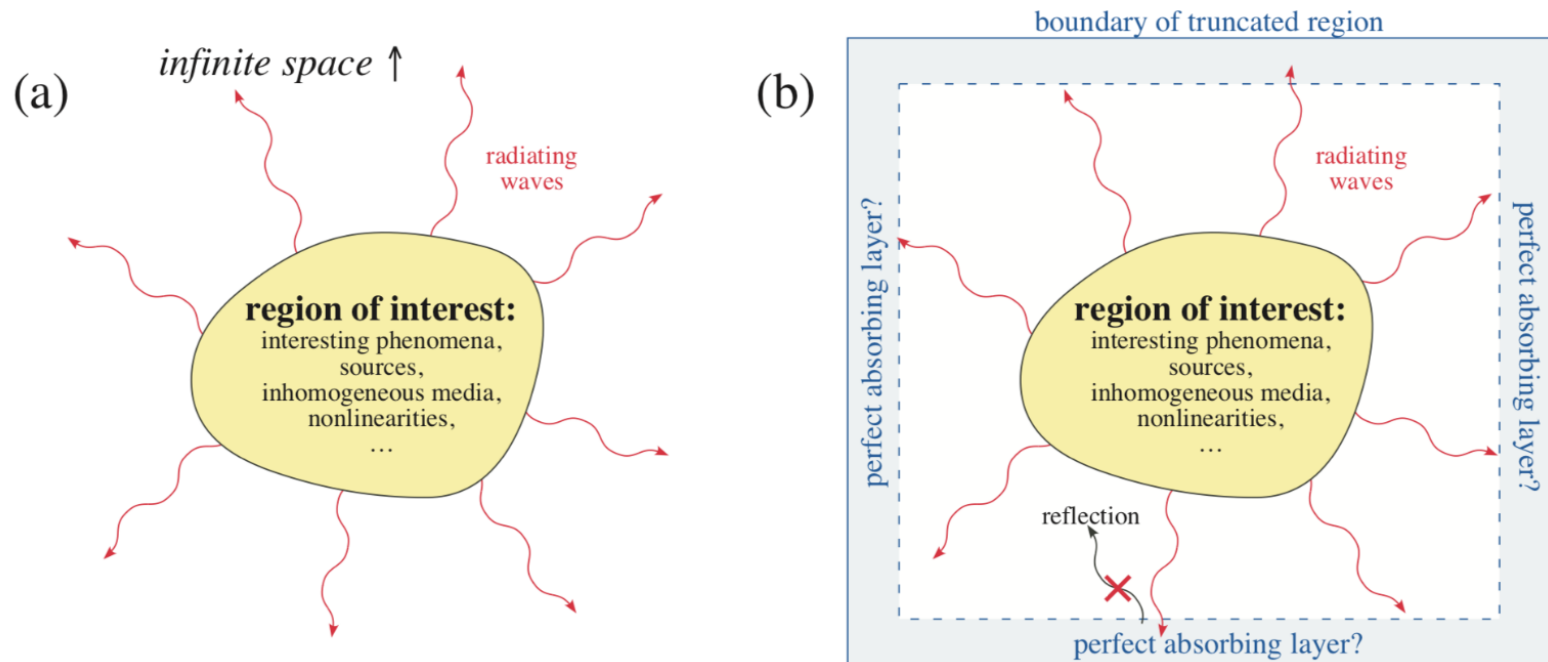 (a)
infinite space ↑
radiating
waves
region of interest:
interesting phenomena,
sources,
inhomogeneous media,
nonlinearities,
...
boundary of truncated region
(b)
radiating
waves
perfect absorbing layer?
region of interest:
interesting phenomena,
sources,
inhomogeneous media,
nonlinearities,
...
perfect absorbing layer?
reflection
perfect absorbing layer?